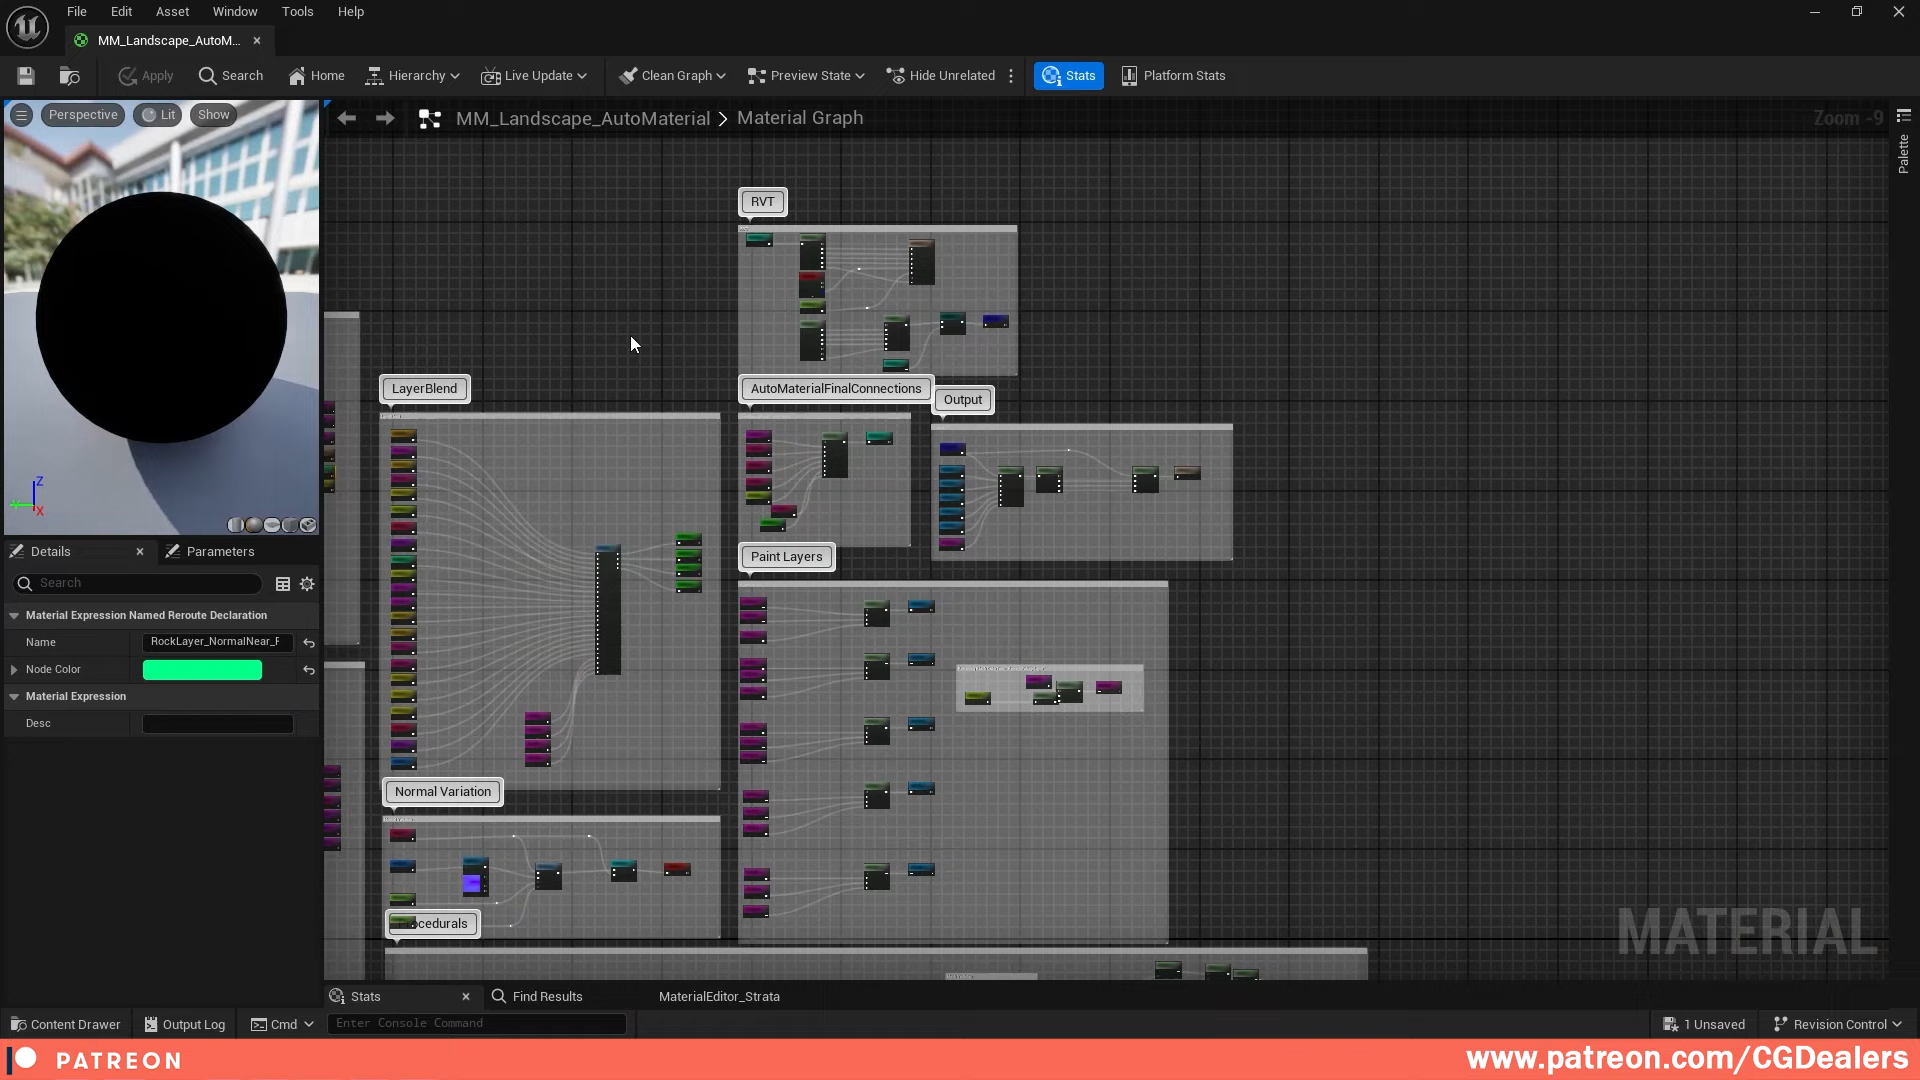 File Edit Asset Window Tools Help
MM_Landscape_AutoM...
Apply Search Home Hierarchy Live Update Clean Graph Preview State Hide Unrelated Stats Platform Stats
Perspective Lit Show
MM_Landscape_AutoMaterial > Material Graph
Zoom -9
Palette
RVT
LayerBlend
AutoMaterialFinalConnections
Output
Z
X
Details Parameters
Search
Paint Layers
Material Expression Named Reroute Declaration
Name RockLayer_NormalNear_F
Node Color
Material Expression
Desc
Normal Variation
cedurals
MATERIAL
Stats Find Results MaterialEditor_Strata
Content Drawer Output Log Cmd Enter Console Command 1 Unsaved Revision Control
PATREON www.patreon.com/CGDealers